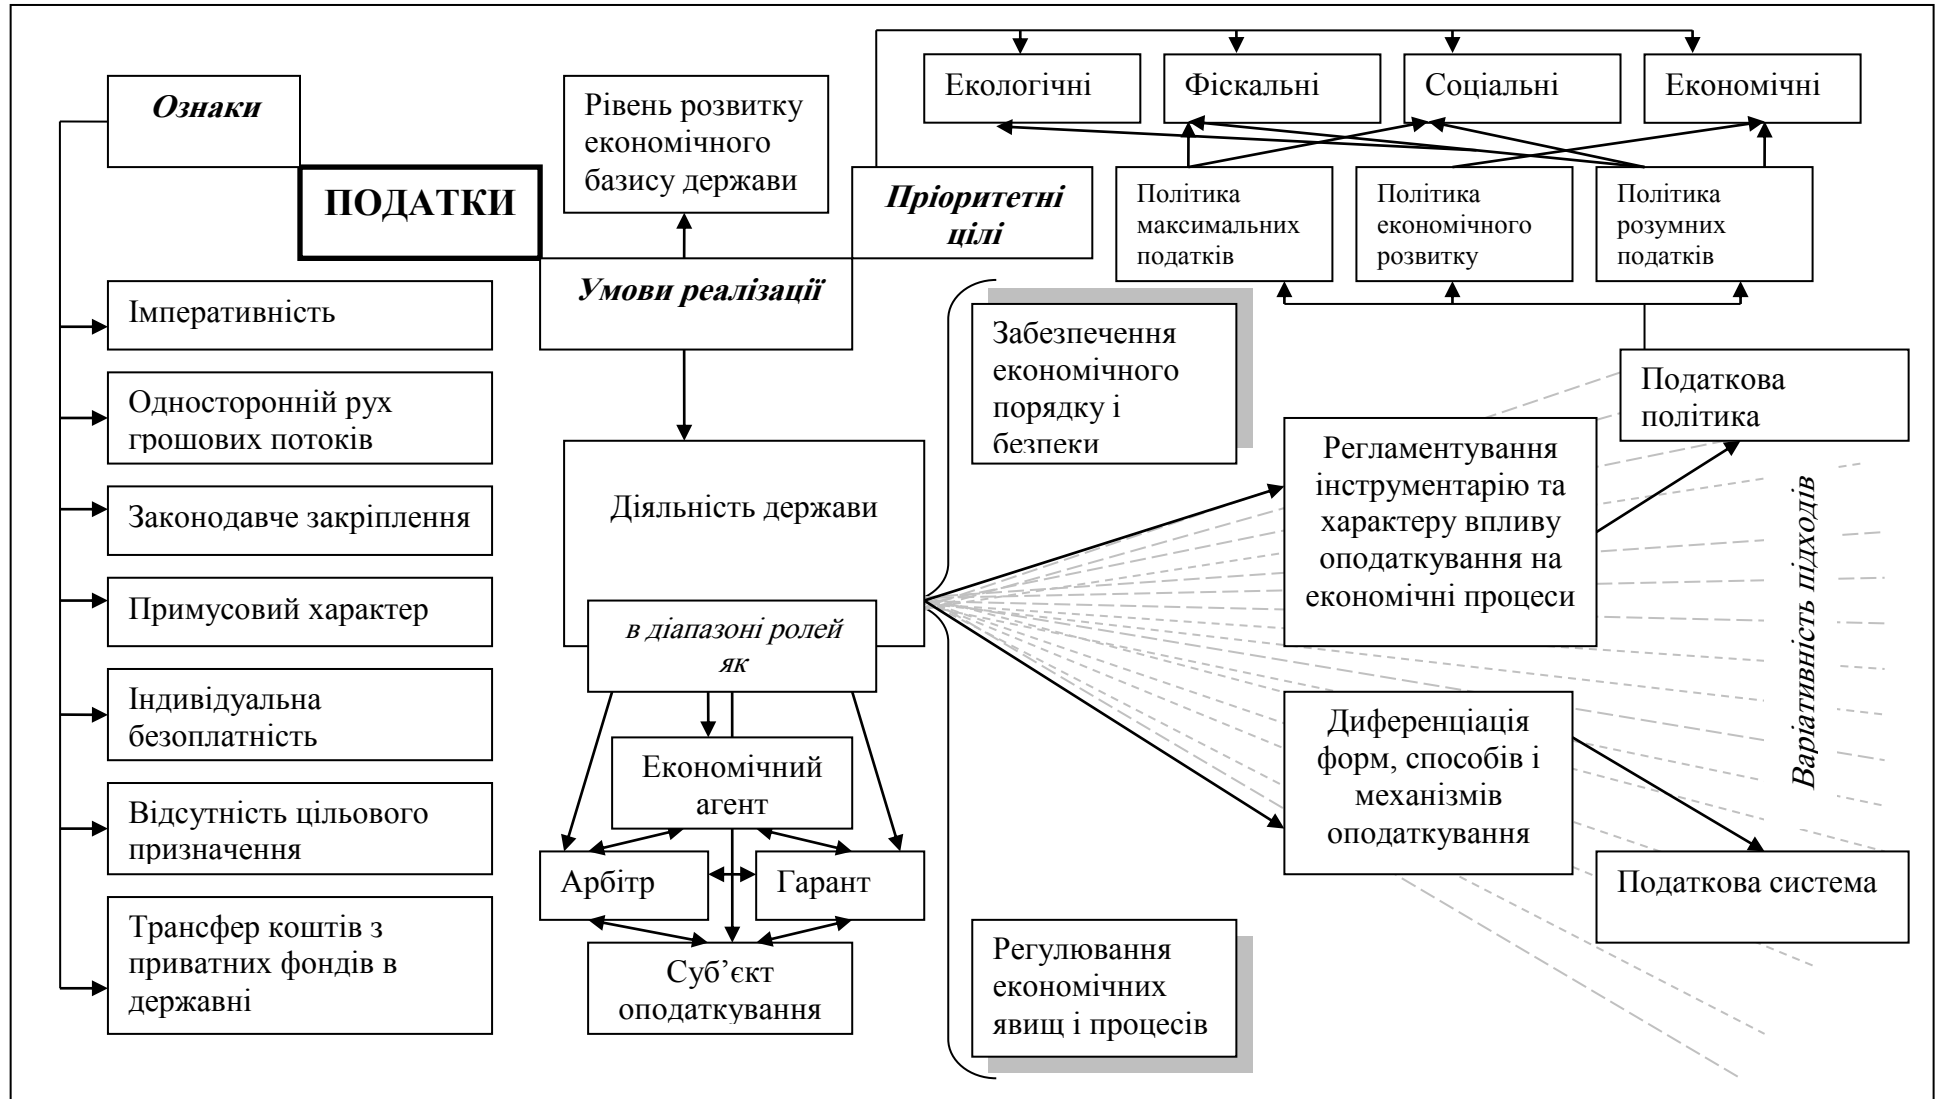 Ознаки
ПОДАТКИ
Імперативність
Односторонній рух
грошових потоків
Законодавче закріплення
Примусовий характер
Індивідуальна
безоплатність
Відсутність цільового
призначення
Трансфер коштів з
приватних фондів в
державні
Рівень розвитку
економічного
базису держави
Умови реалізації
Діяльність держави
в діапазоні ролей
як
Економічний
агент
Арбітр
Гарант
Суб’єкт
оподаткування
Пріоритетні
цілі
Екологічні
Фіскальні
Соціальні
Економічні
Політика
максимальних
податків
Політика
економічного
розвитку
Політика
розумних
податків
Забезпечення
економічного
порядку і
безпеки
Регулювання
економічних
явищ і процесів
Регламентування
інструментарію та
характеру впливу
оподаткування на
економічні процеси
Диференціація
форм, способів і
механізмів
оподаткування
Податкова
політика
Податкова система
Варіативність підходів